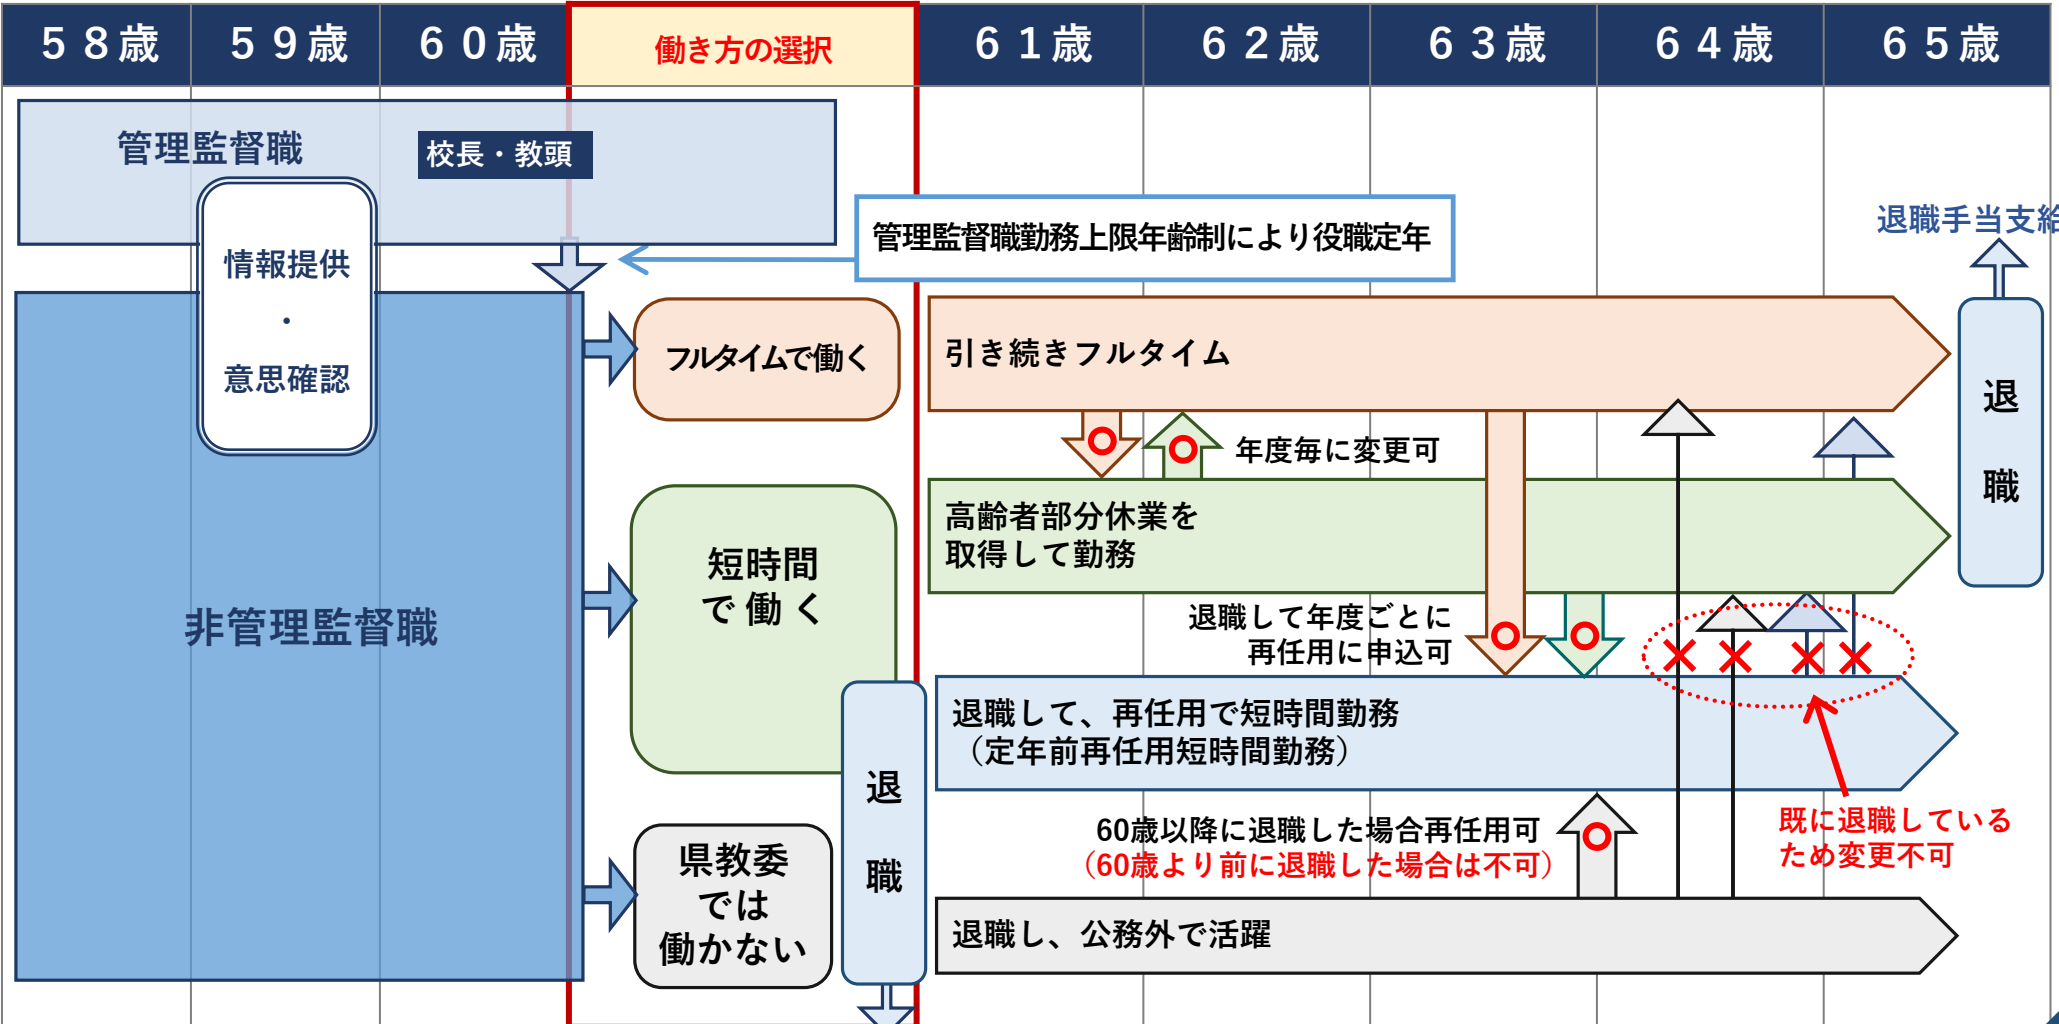 ５８歳
５９歳
６０歳
働き方の選択
６１歳
６２歳
６３歳
６４歳
６５歳
管理監督職
校長・教頭
情報提供
・
意思確認
管理監督職勤務上限年齢制により役職定年
退職手当支給
非管理監督職
フルタイムで働く
引き続きフルタイム
年度毎に変更可
退
職
短時間
で 働 く
高齢者部分休業を
取得して勤務
退職して年度ごとに
再任用に申込可
退
職
退職して、再任用で短時間勤務
（定年前再任用短時間勤務）
県教委
では
働かない
60歳以降に退職した場合再任用可
（60歳より前に退職した場合は不可）
既に退職している
ため変更不可
退職し、公務外で活躍